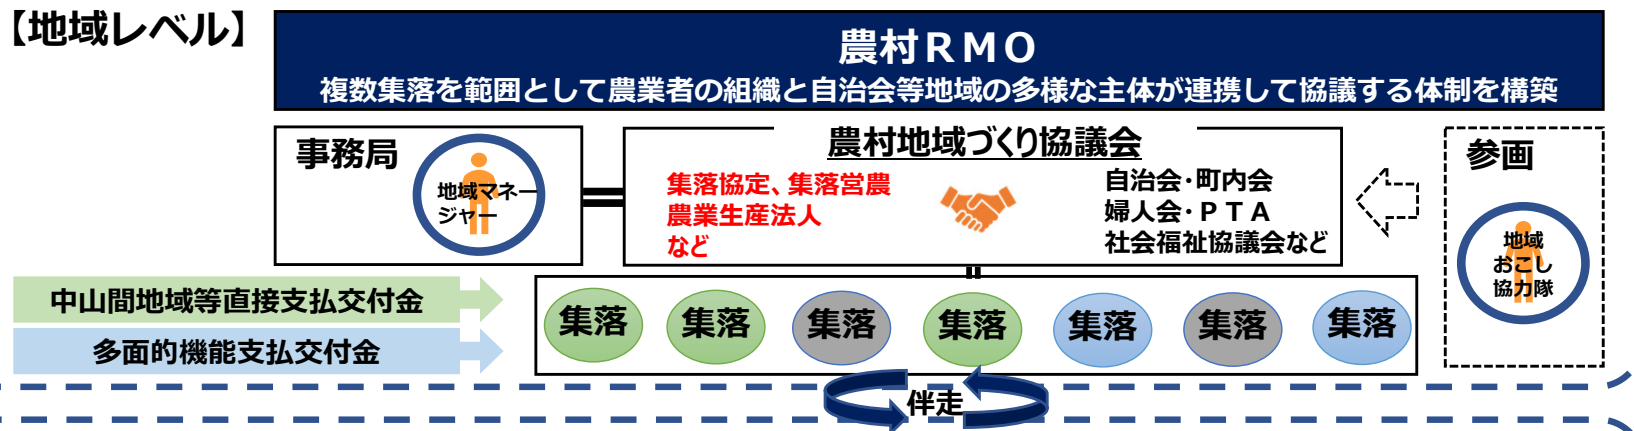 【地域レベル】
農村RMO
複数集落を範囲として農業者の組織と自治会等地域の多様な主体が連携して協議する体制を構築
事務局
地域マネー
ジャー
農村地域づくり協議会
集落協定、集落営農
農業生産法人
など
自治会・町内会
婦人会・PTA
社会福祉協議会など
参画
地域
おこし
協力隊
中山間地域等直接支払交付金
多面的機能支払交付金
集落
集落
集落
集落
集落
集落
集落
伴走